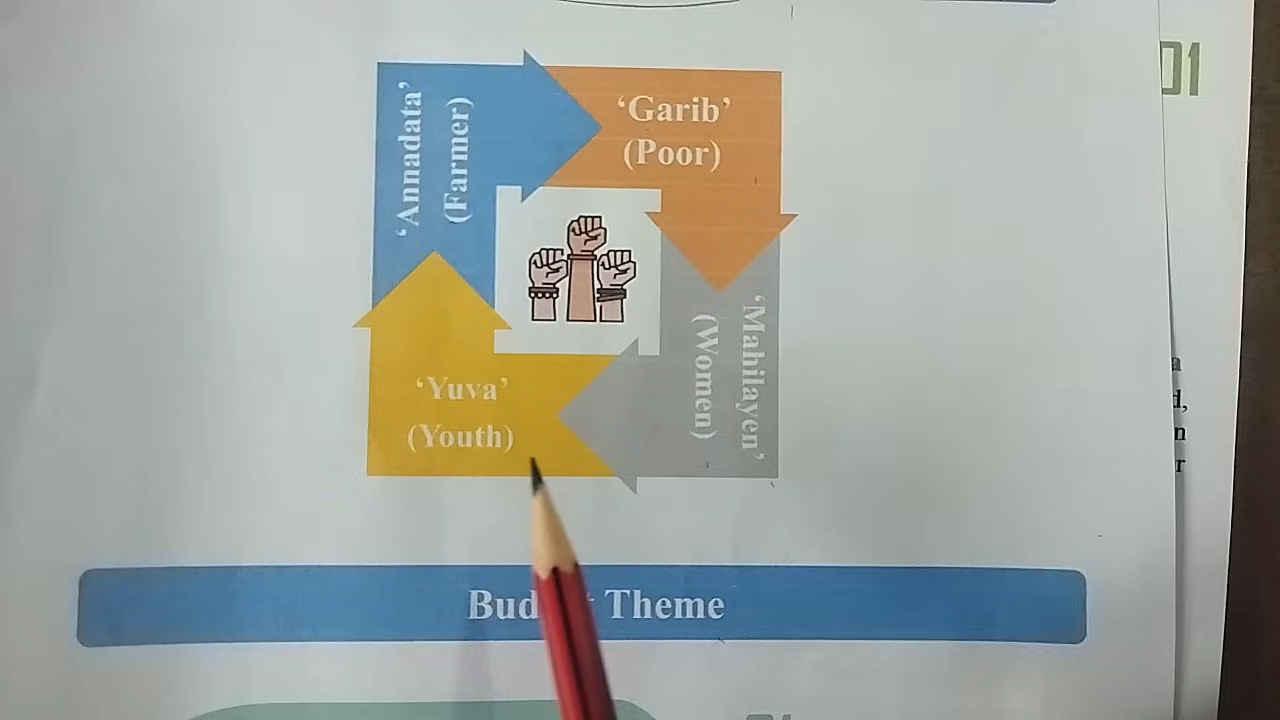 ‘Annadata’
(Farmer)
‘Garib’
(Poor)
‘Mahilayen’
(Women)
‘Yuva’
(Youth)
Theme
01
a
d,
n
r